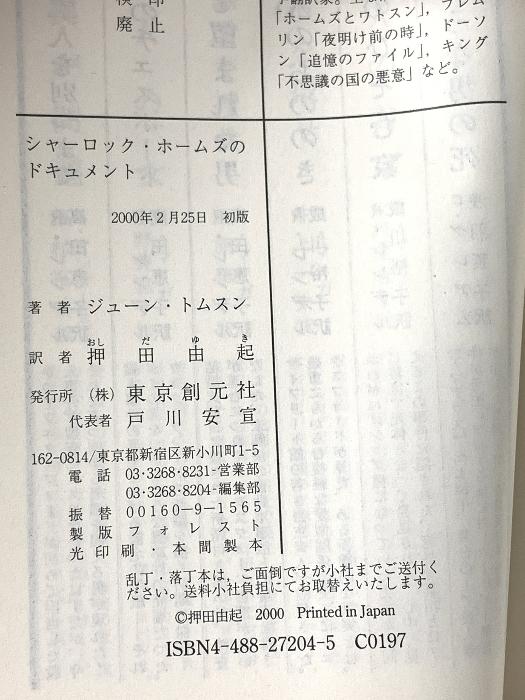 検印
廃止
「ホームズとワトスン」，フレム
リン「夜明け前の時」，ドーソ
ン「追憶のファイル」，キング
「不思議の国の悪意」など。
シャーロック・ホームズの
ドキュメント
2000年2月25日　初版
著者　ジューン・トムスン
おし だ ゆ き
訳者　押田由起
発行所　（株）東京創元社
代表者　戸川安宣
162-0814/東京都新宿区新小川町1-5
電話　03·3268·8231-営業部
03·3268·8204-編集部
振替　00160-9-1565
製版　フォレスト
光印刷・本間製本
乱丁・落丁本は，ご面倒ですが小社までご送付く
ださい。送料小社負担にてお取替えいたします。
©押田由起　2000　Printed in Japan
ISBN4-488-27204-5　C0197